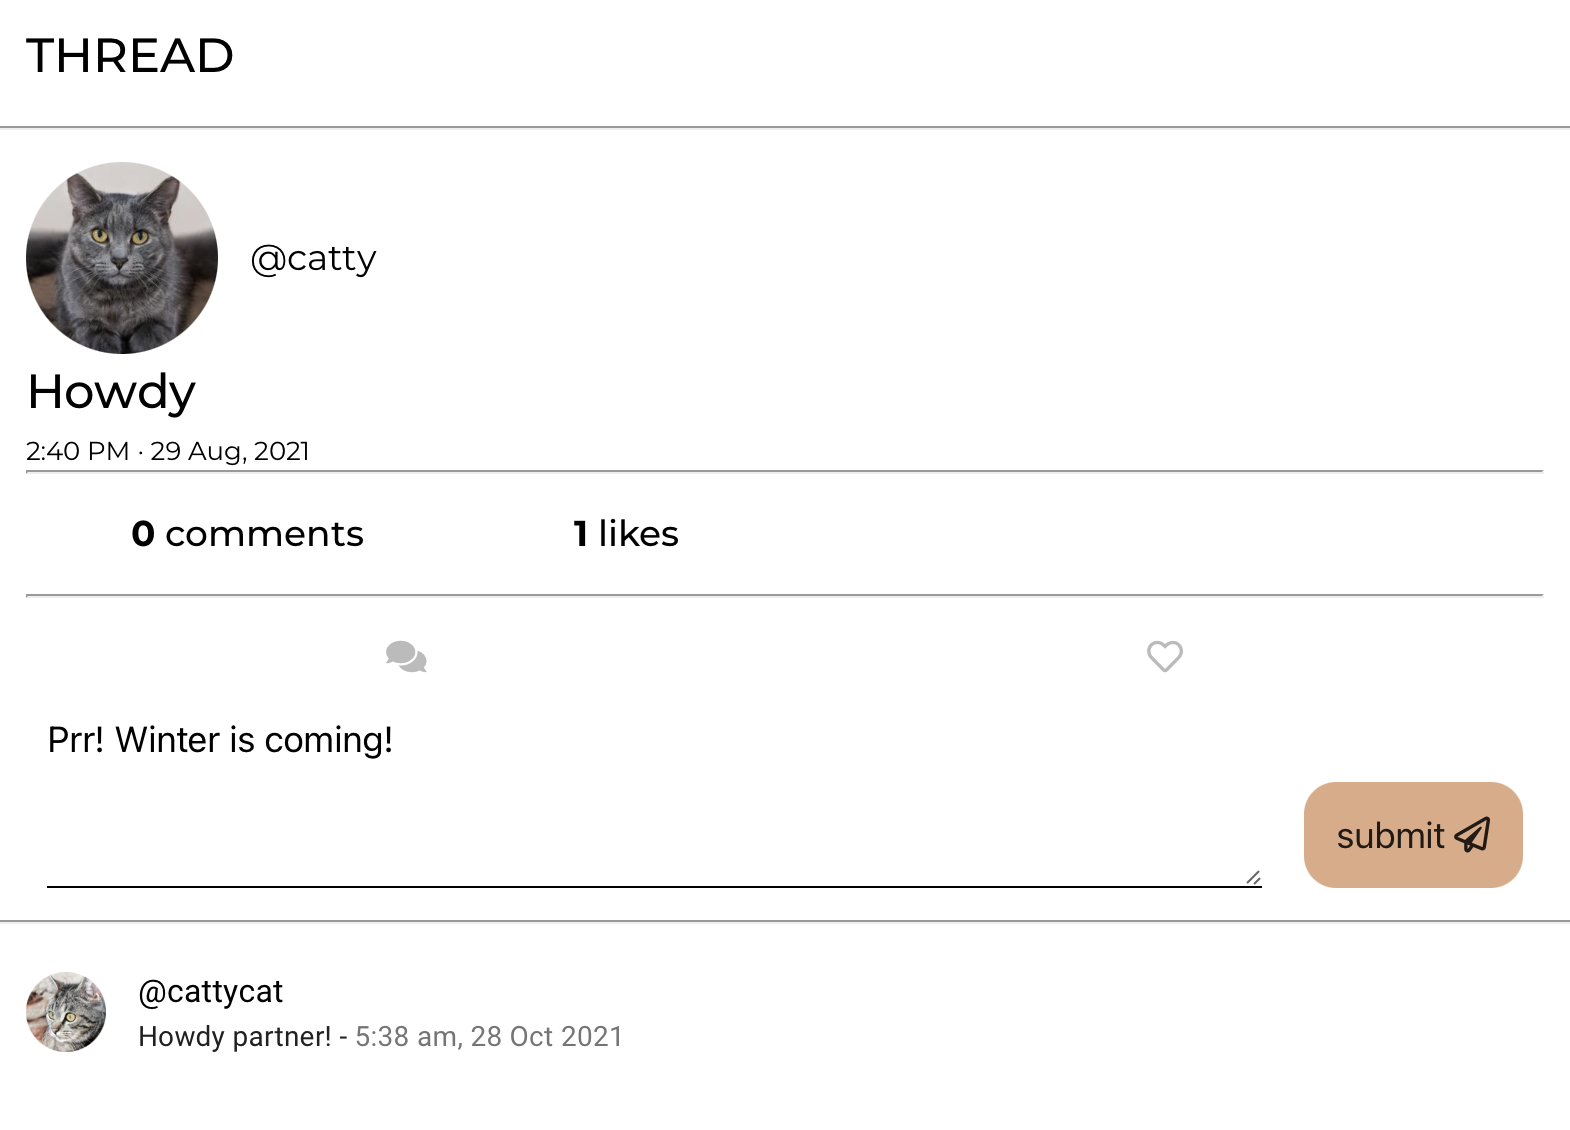 THREAD
@catty
Howdy
2:40 PM · 29 Aug, 2021
0 comments 1 likes
Prr! Winter is coming!
submit
@cattycat
Howdy partner! - 5:38 am, 28 Oct 2021